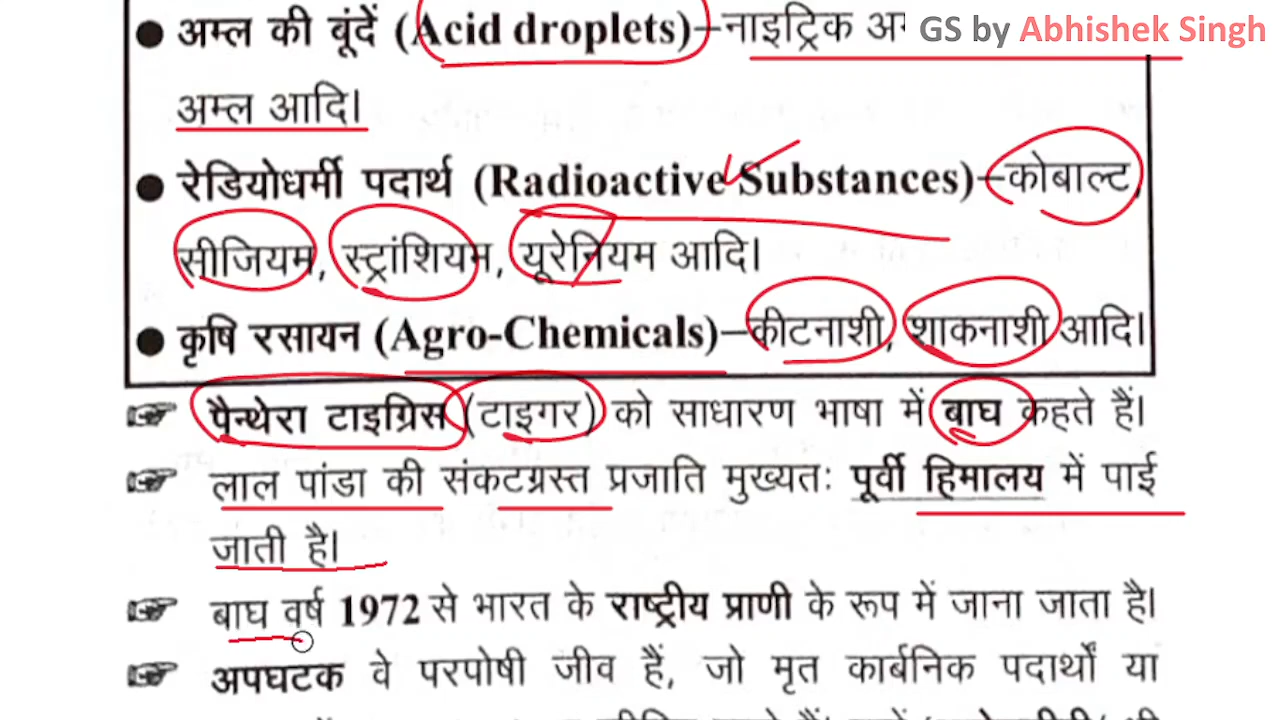 ● अम्ल की बूंदें (Acid droplets)–नाइट्रिक
GS by Abhishek Singh
अम्ल आदि।
● रेडियोधर्मी पदार्थ (Radioactive Substances)–कोबाल्ट,
सीजियम, स्ट्रांशियम, यूरेनियम आदि।
● कृषि रसायन (Agro-Chemicals)–कीटनाशी, शाकनाशी आदि।
☞ पैन्थेरा टाइग्रिस (टाइगर) को साधारण भाषा में बाघ कहते हैं।
☞ लाल पांडा की संकटग्रस्त प्रजाति मुख्यतः पूर्वी हिमालय में पाई
जाती है।
☞ बाघ वर्ष 1972 से भारत के राष्ट्रीय प्राणी के रूप में जाना जाता है।
☞ अपघटक वे परपोषी जीव हैं, जो मृत कार्बनिक पदार्थों या